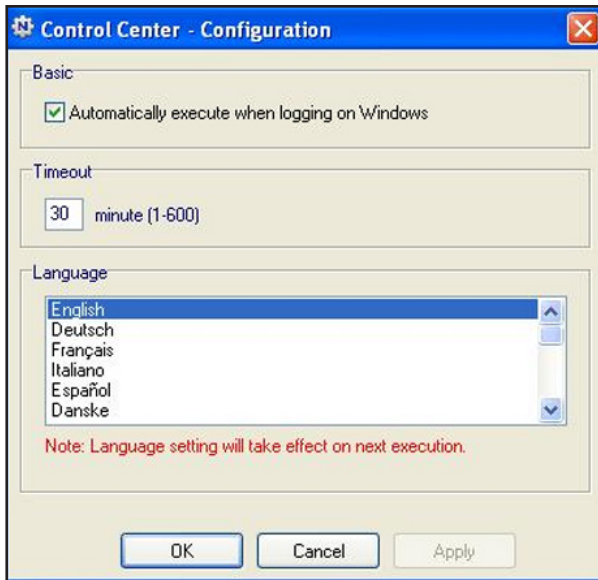 Control Center - Configuration
Basic
Automatically execute when logging on Windows
Timeout
30 minute (1-600)
Language
English
Deutsch
Français
Italiano
Español
Danske
Note: Language setting will take effect on next execution.
OK Cancel Apply